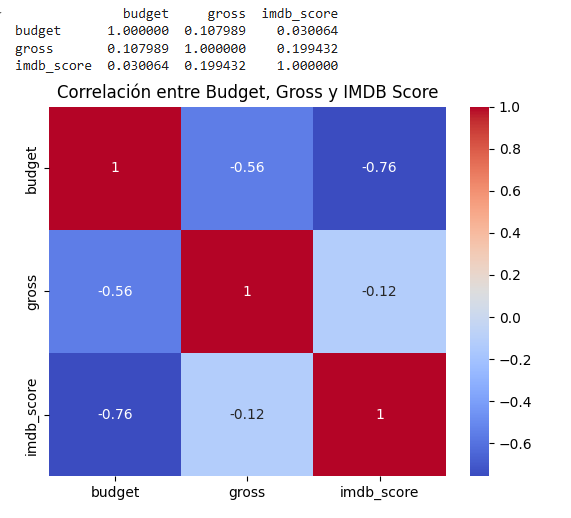 budget gross imdb_score
budget 1.000000 0.107989 0.030064
gross 0.107989 1.000000 0.199432
imdb_score 0.030064 0.199432 1.000000
Correlación entre Budget, Gross y IMDB Score
budget
1
-0.56
-0.76
gross
-0.56
1
-0.12
imdb_score
-0.76
-0.12
1
budget
gross
imdb_score
1.0
0.8
0.6
0.4
0.2
0.0
−0.2
−0.4
−0.6